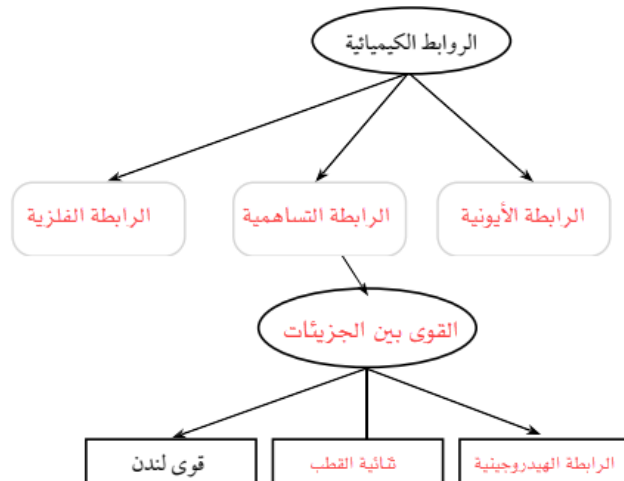 الروابط الكيميائية
الرابطة الأيونية
الرابطة التساهمية
الرابطة الفلزية
القوى بين الجزيئات
الرابطة الهيدروجينية
ثنائية القطب
قوى لندن